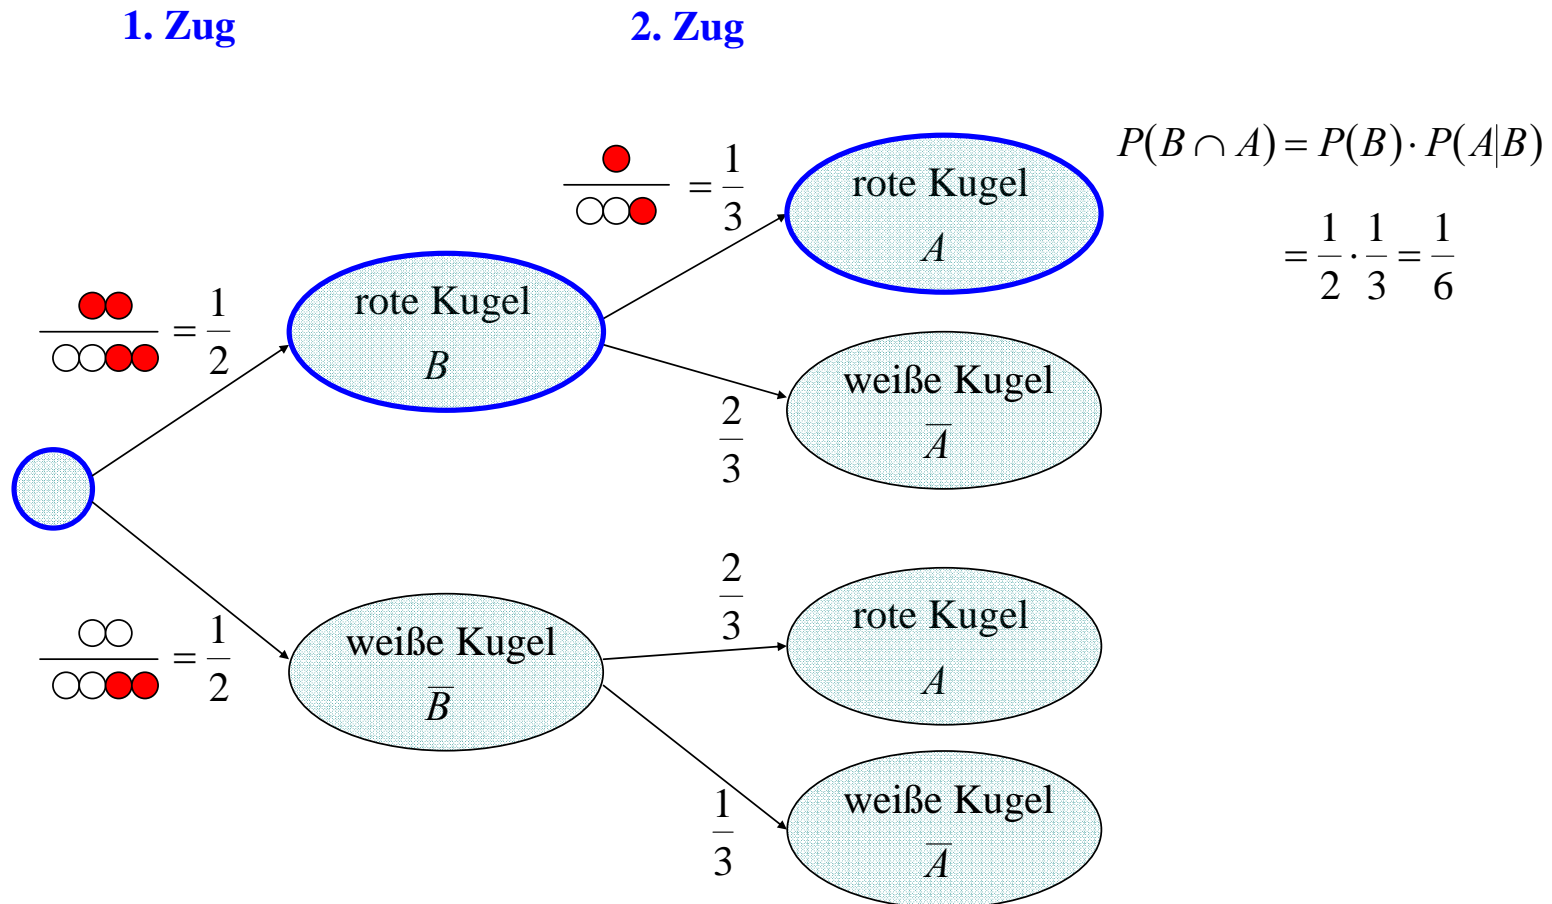 1. Zug
2. Zug
= 1/2
rote Kugel
B
= 1/3
rote Kugel
A
P(B ∩ A) = P(B) · P(A|B)
= 1/2 · 1/3 = 1/6
2/3
weiße Kugel
A̅
= 1/2
weiße Kugel
B̅
2/3
rote Kugel
A
1/3
weiße Kugel
A̅